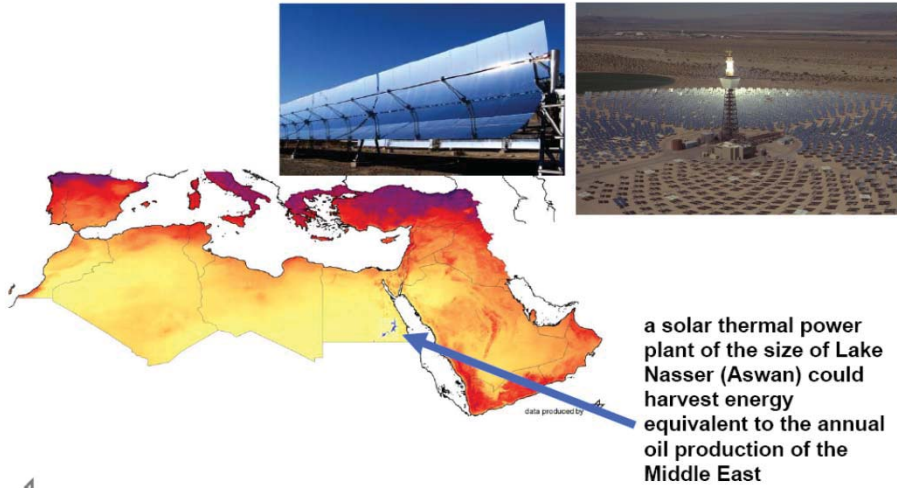 a solar thermal power
plant of the size of Lake
Nasser (Aswan) could
harvest energy
equivalent to the annual
oil production of the
Middle East
data produced by